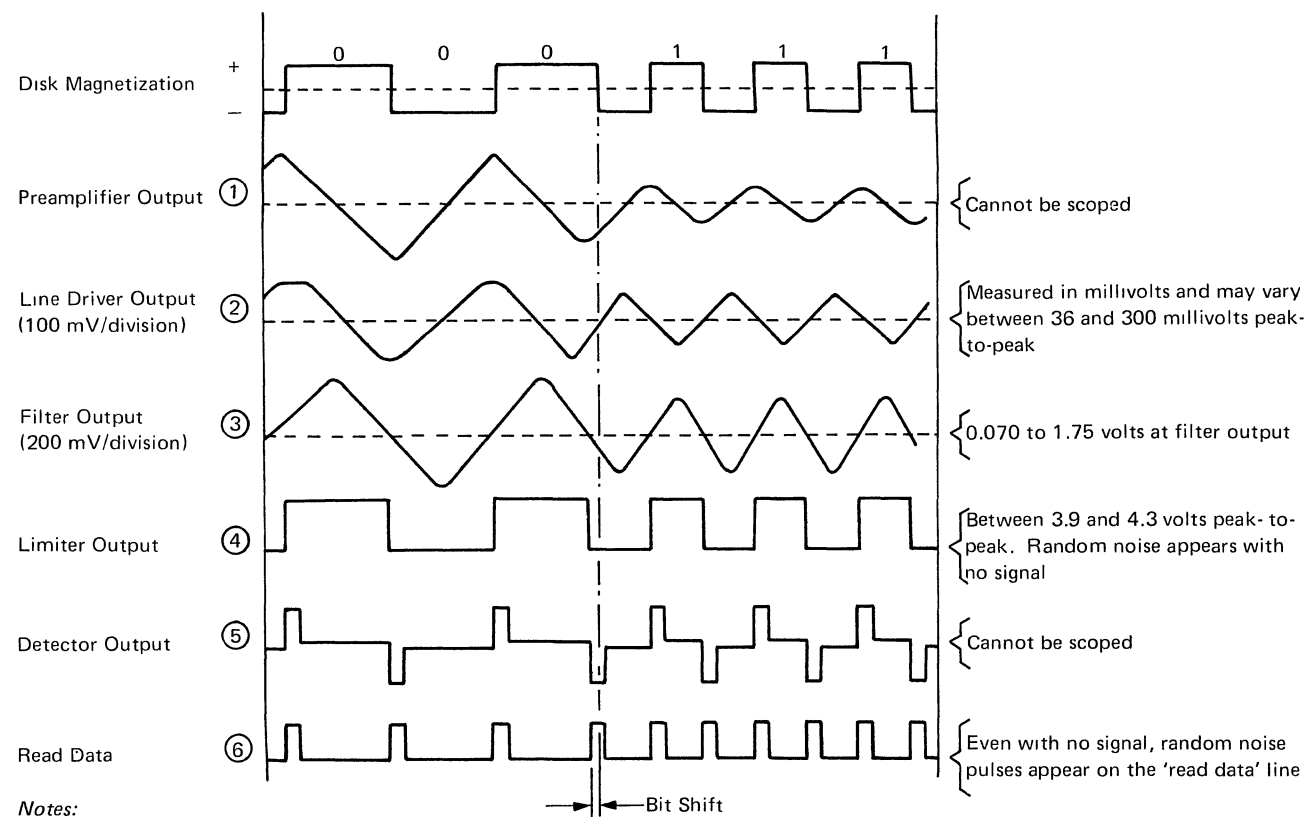 0 0 0 1 1 1
Disk Magnetization + −
Preamplifier Output 1 Cannot be scoped
Line Driver Output
(100 mV/division)
2
Measured in millivolts and may vary
between 36 and 300 millivolts peak-
to-peak
Filter Output
(200 mV/division)
3
0.070 to 1.75 volts at filter output
Limiter Output
4
Between 3.9 and 4.3 volts peak- to-
peak. Random noise appears with
no signal
Detector Output 5 Cannot be scoped
Read Data
6
Even with no signal, random noise
pulses appear on the 'read data' line
Bit Shift
Notes: